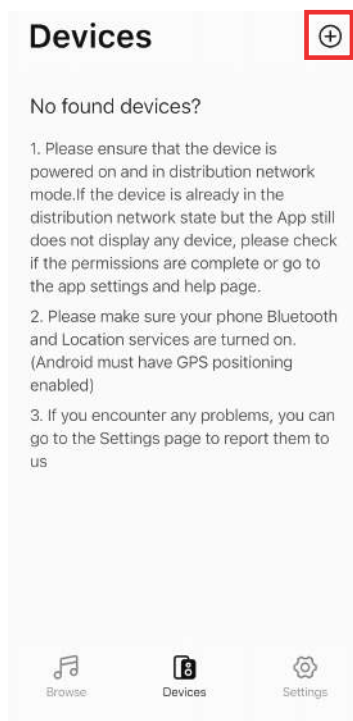 Devices
No found devices?
1. Please ensure that the device is
powered on and in distribution network
mode.If the device is already in the
distribution network state but the App still
does not display any device, please check
if the permissions are complete or go to
the app settings and help page.
2. Please make sure your phone Bluetooth
and Location services are turned on.
(Android must have GPS positioning
enabled)
3. If you encounter any problems, you can
go to the Settings page to report them to
us
Browse
Devices
Settings